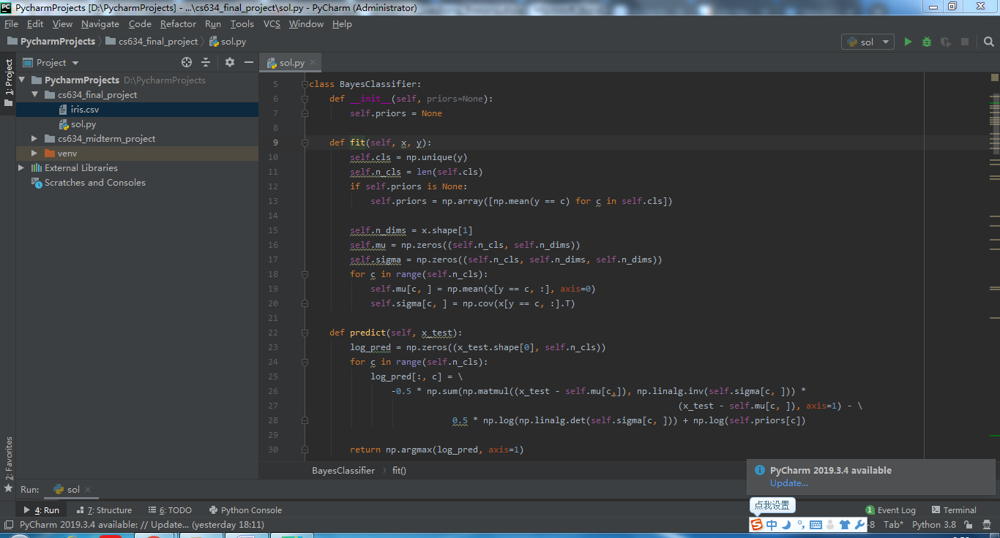 PycharmProjects [D:\PycharmProjects] - ...\cs634_final_project\sol.py - PyCharm (Administrator)
File Edit View Navigate Code Refactor Run Tools VCS Window Help
PycharmProjects cs634_final_project sol.py
sol
1: Project
Project
sol.py
PycharmProjects D:\PycharmProjects
cs634_final_project
iris.csv
sol.py
cs634_midterm_project
venv
External Libraries
Scratches and Consoles
5 class BayesClassifier:
6 def __init__(self, priors=None):
7 self.priors = None
8
9 def fit(self, x, y):
10 self.cls = np.unique(y)
11 self.n_cls = len(self.cls)
12 if self.priors is None:
13 self.priors = np.array([np.mean(y == c) for c in self.cls])
14
15 self.n_dims = x.shape[1]
16 self.mu = np.zeros((self.n_cls, self.n_dims))
17 self.sigma = np.zeros((self.n_cls, self.n_dims, self.n_dims))
18 for c in range(self.n_cls):
19 self.mu[c, ] = np.mean(x[y == c, :], axis=0)
20 self.sigma[c, ] = np.cov(x[y == c, :].T)
21
22 def predict(self, x_test):
23 log_pred = np.zeros((x_test.shape[0], self.n_cls))
24 for c in range(self.n_cls):
25 log_pred[:, c] = \
26 -0.5 * np.sum(np.matmul((x_test - self.mu[c,]), np.linalg.inv(self.sigma[c, ])) *
27 (x_test - self.mu[c, ]), axis=1) - \
28 0.5 * np.log(np.linalg.det(self.sigma[c, ])) + np.log(self.priors[c])
29
30 return np.argmax(log_pred, axis=1)
BayesClassifier › fit()
PyCharm 2019.3.4 available
Update...
2: Favorites
Run: sol
点我设置
4: Run 7: Structure 6: TODO Python Console
1 Event Log Terminal
PyCharm 2019.3.4 available: // Update... (yesterday 18:11)
中
-8 Tab* Python 3.8